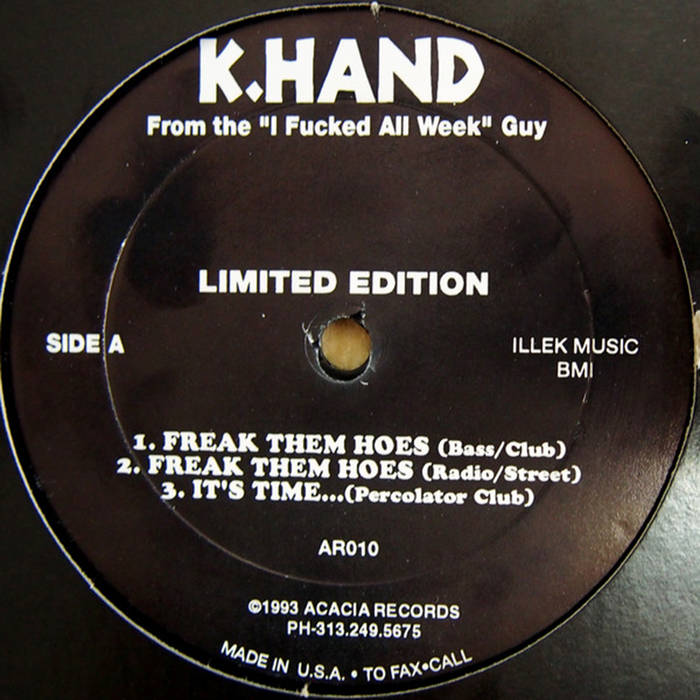 K.HAND
From the "I Fucked All Week" Guy
LIMITED EDITION
SIDE A
ILLEK MUSIC
BMI
1. FREAK THEM HOES (Bass/Club)
2. FREAK THEM HOES (Radio/Street)
3. IT'S TIME...(Percolator Club)
AR010
©1993 ACACIA RECORDS
PH-313.249.5675
MADE IN U.S.A. • TO FAX•CALL